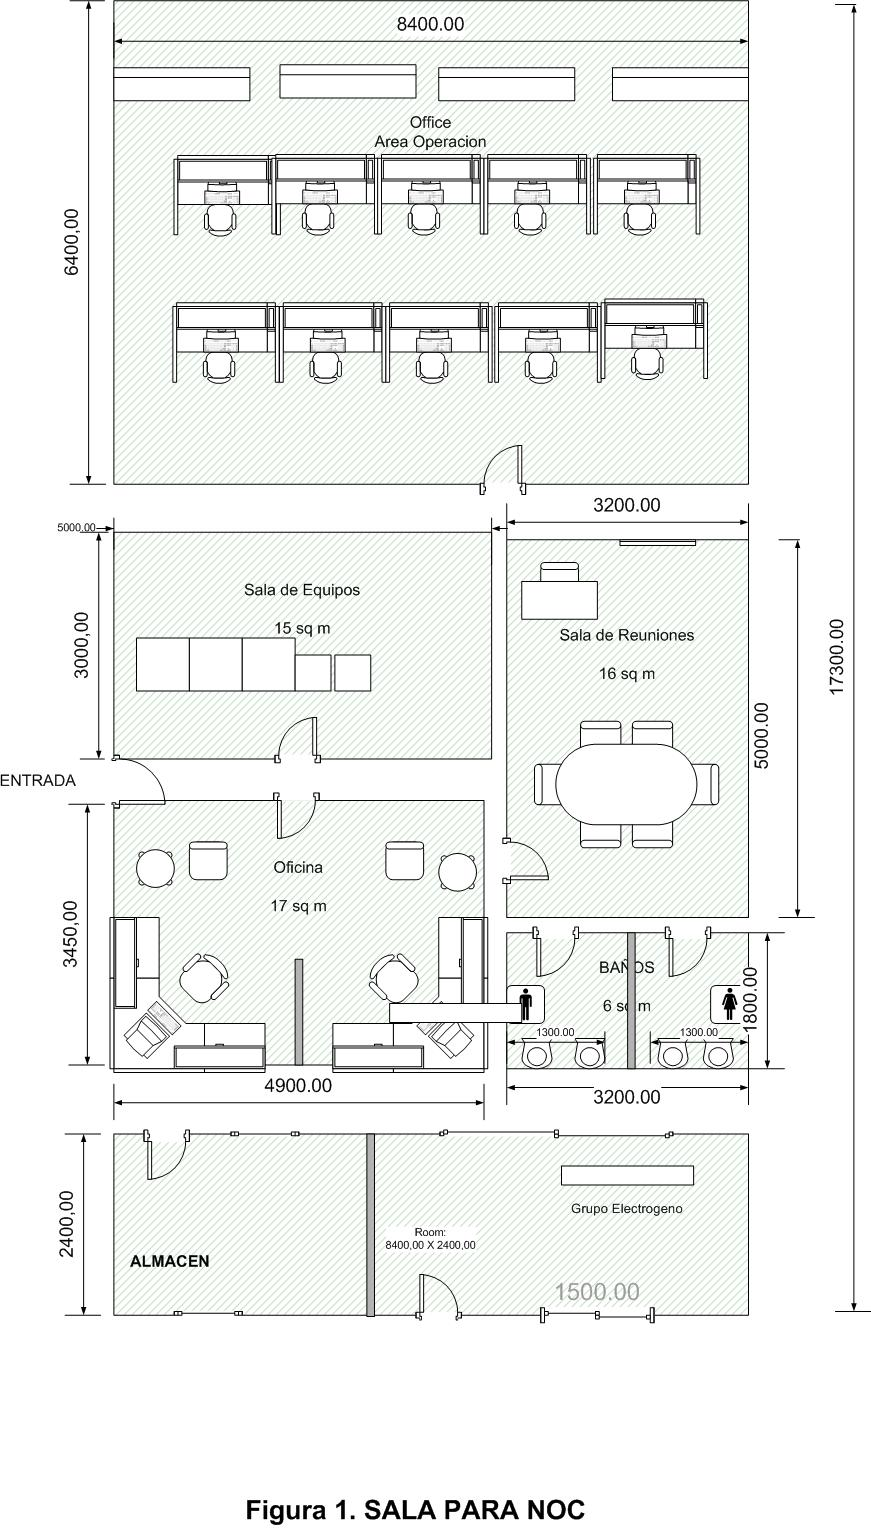 8400.00
Office
Area Operacion
6400,00
3200.00
5000,00
Sala de Equipos
15 sq m
3000,00
Sala de Reuniones
16 sq m
17300.00
5000.00
ENTRADA
Oficina
17 sq m
3450,00
BAÑOS
6 sq m
1800.00
1300.00
1300.00
4900.00
3200.00
2400,00
Grupo Electrogeno
Room:
8400,00 X 2400,00
ALMACEN
1500.00
Figura 1. SALA PARA NOC